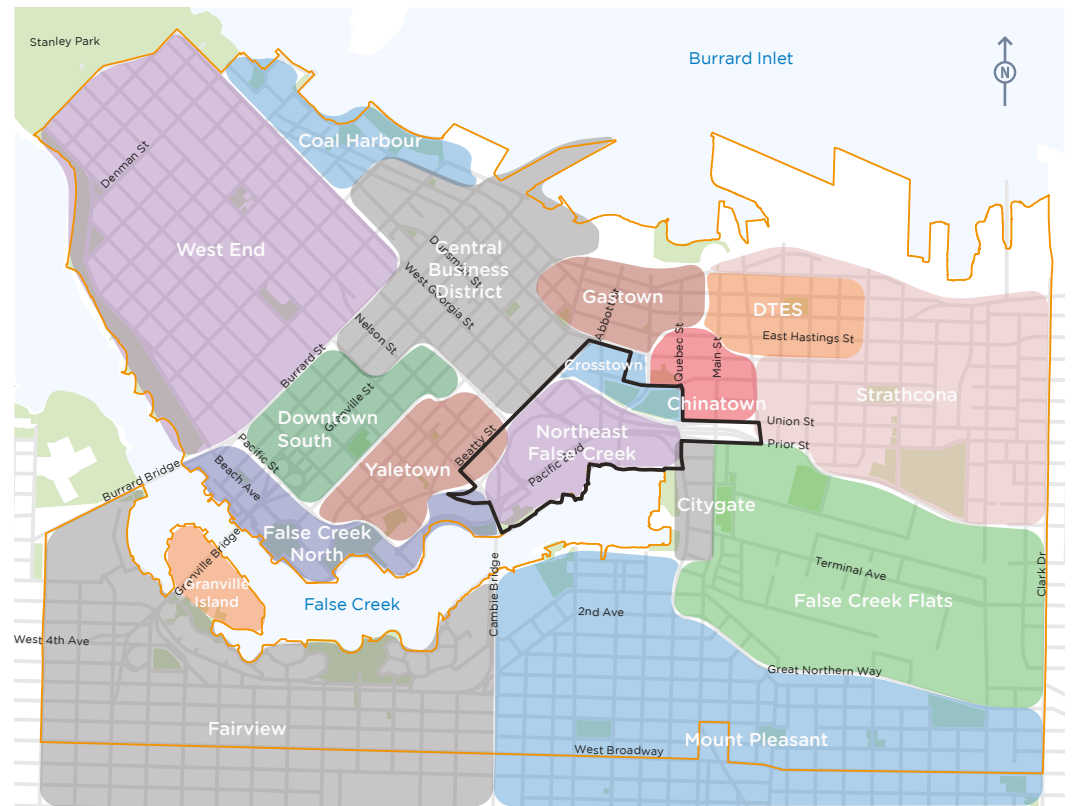 Stanley Park
Burrard Inlet
N
Coal Harbour
Denman St
West End
Central
Business
District
Dunsmuir St
West Georgia St
Gastown
Abbott St
DTES
East Hastings St
Quebec St
Main St
Nelson St
Burrard St
Crosstown
Chinatown
Strathcona
Granville St
Downtown
South
Union St
Prior St
Northeast
False Creek
Pacific Blvd
Beatty St
Yaletown
Pacific St
Beach Ave
Burrard Bridge
Citygate
False Creek
North
Granville Bridge
Granville
Island
False Creek
Cambie Bridge
Terminal Ave
Clark Dr
False Creek Flats
2nd Ave
West 4th Ave
Great Northern Way
Fairview
Mount Pleasant
West Broadway